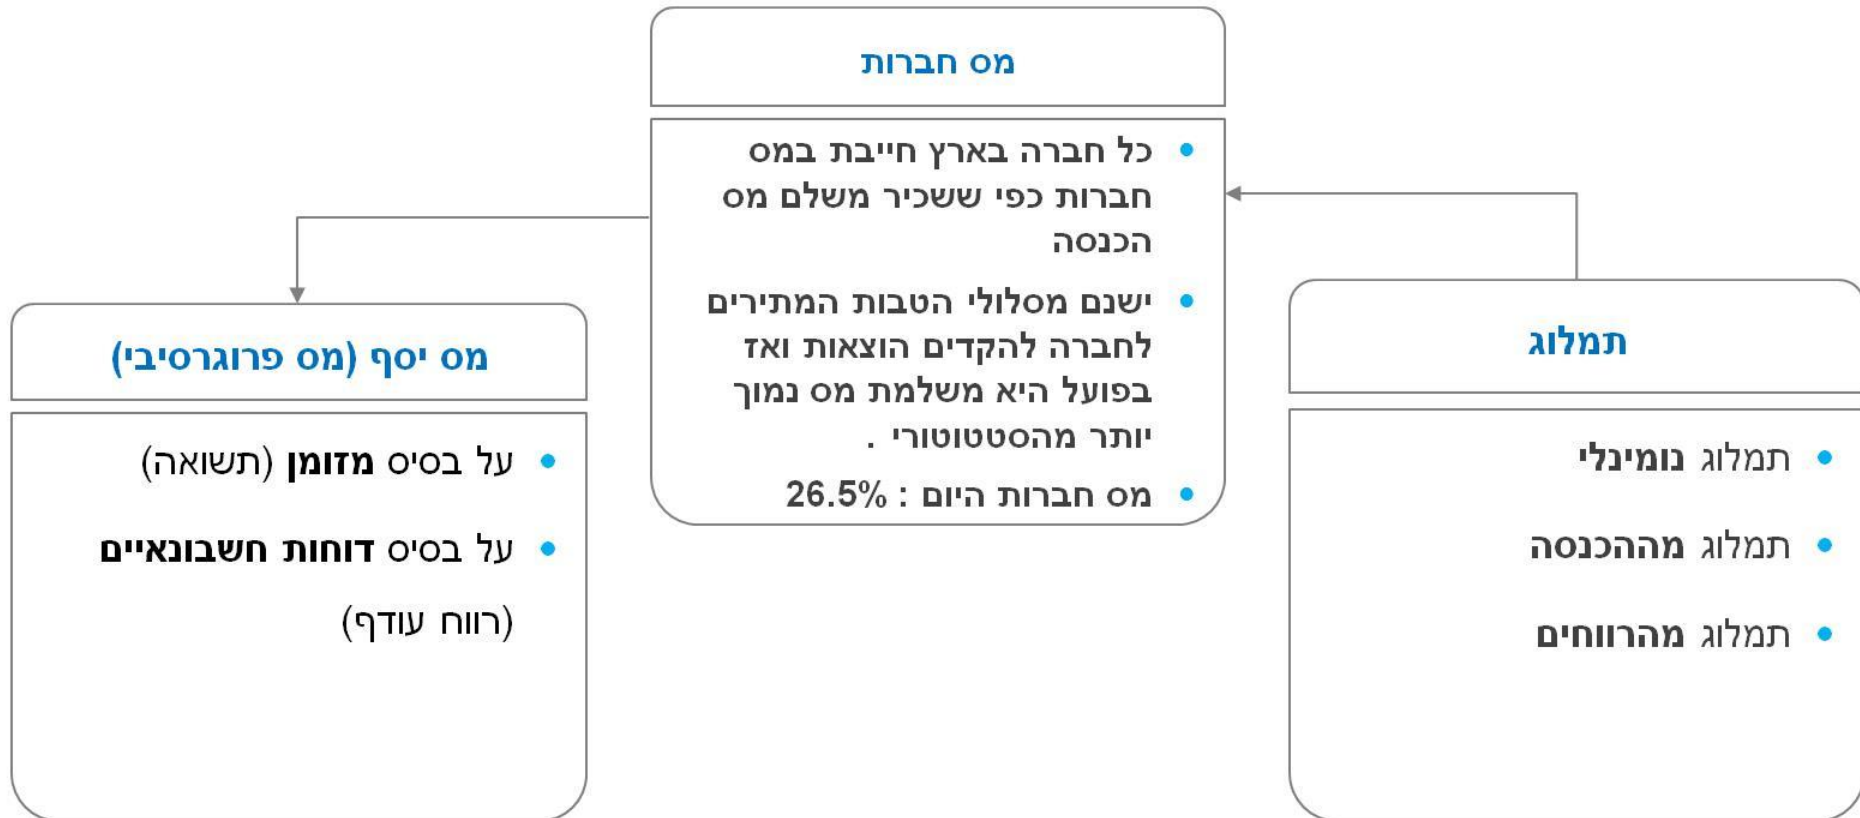 מס חברות
כל חברה בארץ חייבת במס
חברות כפי ששכיר משלם מס
הכנסה
ישנם מסלולי הטבות המתירים
לחברה להקדים הוצאות ואז
בפועל היא משלמת מס נמוך
יותר מהסטטוטורי .
מס חברות היום : 26.5%
תמלוג
תמלוג נומינלי
תמלוג מההכנסה
תמלוג מהרווחים
מס יסף (מס פרוגרסיבי)
על בסיס מזומן (תשואה)
על בסיס דוחות חשבונאיים
(רווח עודף)